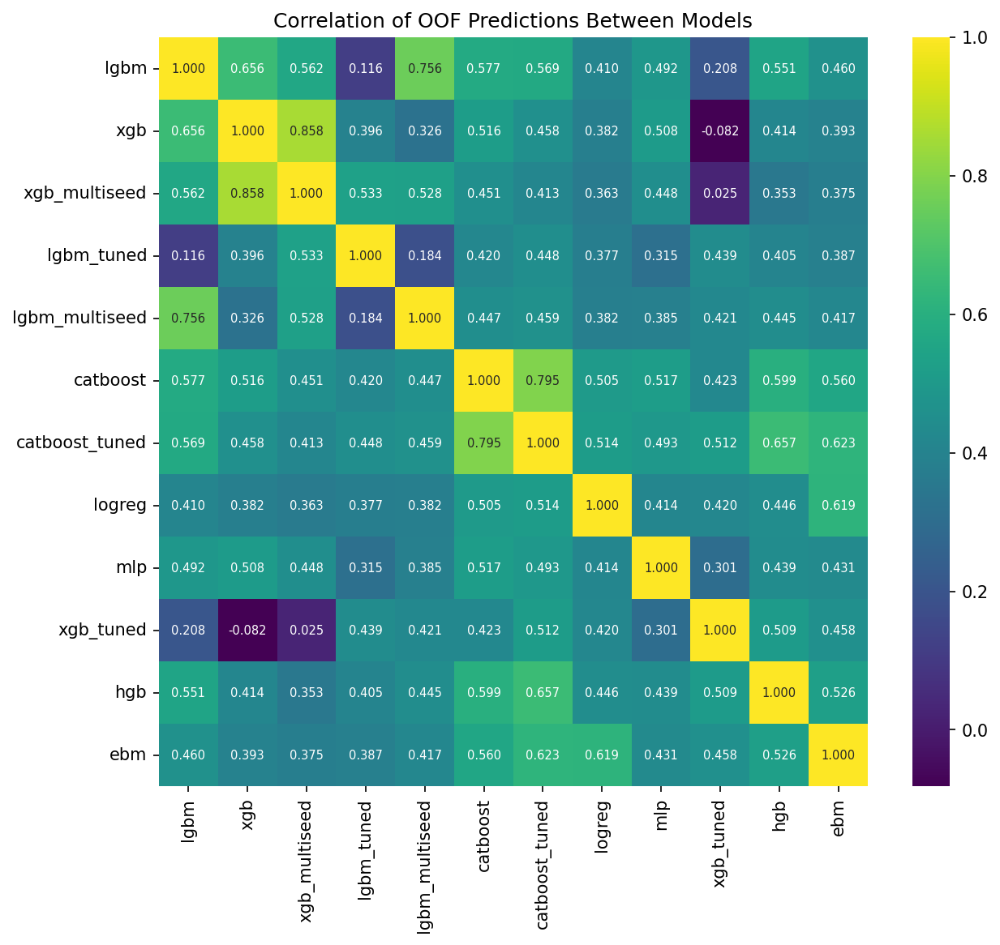 Correlation of OOF Predictions Between Models
lgbm 1.000 0.656 0.562 0.116 0.756 0.577 0.569 0.410 0.492 0.208 0.551 0.460
xgb 0.656 1.000 0.858 0.396 0.326 0.516 0.458 0.382 0.508 -0.082 0.414 0.393
xgb_multiseed 0.562 0.858 1.000 0.533 0.528 0.451 0.413 0.363 0.448 0.025 0.353 0.375
lgbm_tuned 0.116 0.396 0.533 1.000 0.184 0.420 0.448 0.377 0.315 0.439 0.405 0.387
lgbm_multiseed 0.756 0.326 0.528 0.184 1.000 0.447 0.459 0.382 0.385 0.421 0.445 0.417
catboost 0.577 0.516 0.451 0.420 0.447 1.000 0.795 0.505 0.517 0.423 0.599 0.560
catboost_tuned 0.569 0.458 0.413 0.448 0.459 0.795 1.000 0.514 0.493 0.512 0.657 0.623
logreg 0.410 0.382 0.363 0.377 0.382 0.505 0.514 1.000 0.414 0.420 0.446 0.619
mlp 0.492 0.508 0.448 0.315 0.385 0.517 0.493 0.414 1.000 0.301 0.439 0.431
xgb_tuned 0.208 -0.082 0.025 0.439 0.421 0.423 0.512 0.420 0.301 1.000 0.509 0.458
hgb 0.551 0.414 0.353 0.405 0.445 0.599 0.657 0.446 0.439 0.509 1.000 0.526
ebm 0.460 0.393 0.375 0.387 0.417 0.560 0.623 0.619 0.431 0.458 0.526 1.000
lgbm
xgb
xgb_multiseed
lgbm_tuned
lgbm_multiseed
catboost
catboost_tuned
logreg
mlp
xgb_tuned
hgb
ebm
1.0
0.8
0.6
0.4
0.2
0.0